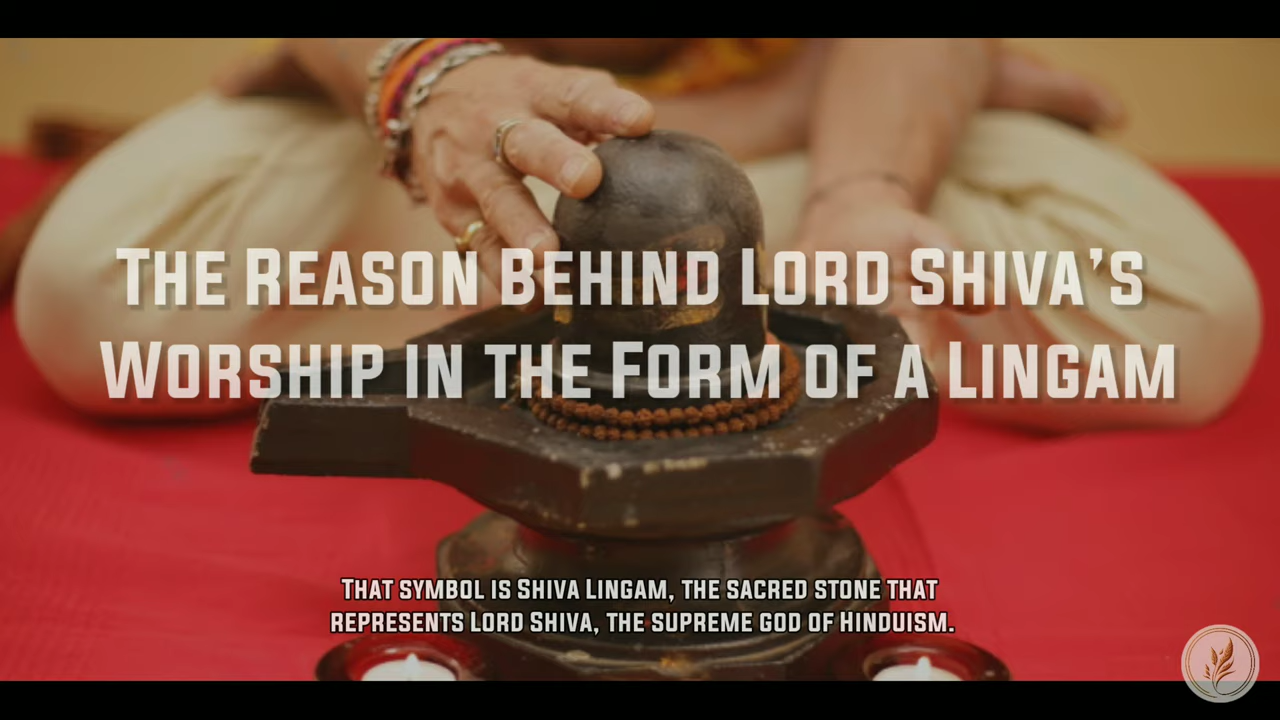 The Reason Behind Lord Shiva's
Worship in the Form of a Lingam
That symbol is Shiva Lingam, the sacred stone that
represents Lord Shiva, the supreme god of Hinduism.